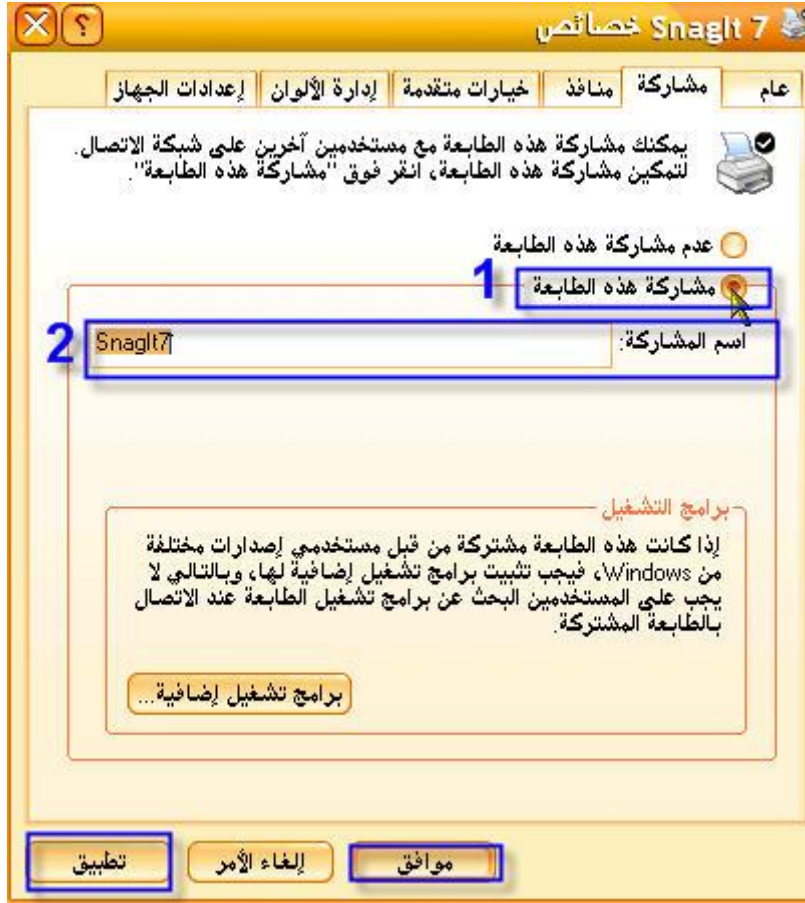 SnagIt 7 خصائص
عام مشاركة منافذ خيارات متقدمة إدارة الألوان إعدادات الجهاز
يمكنك مشاركة هذه الطابعة مع مستخدمين آخرين على شبكة الاتصال.
لتمكين مشاركة هذه الطابعة، انقر فوق "مشاركة هذه الطابعة".
عدم مشاركة هذه الطابعة
مشاركة هذه الطابعة 1
اسم المشاركة: SnagIt7 2
برامج التشغيل
إذا كانت هذه الطابعة مشتركة من قبل مستخدمي إصدارات مختلفة
من Windows، فيجب تثبيت برامج تشغيل إضافية لها، وبالتالي لا
يجب على المستخدمين البحث عن برامج تشغيل الطابعة عند الاتصال
بالطابعة المشتركة.
برامج تشغيل إضافية...
موافق إلغاء الأمر تطبيق